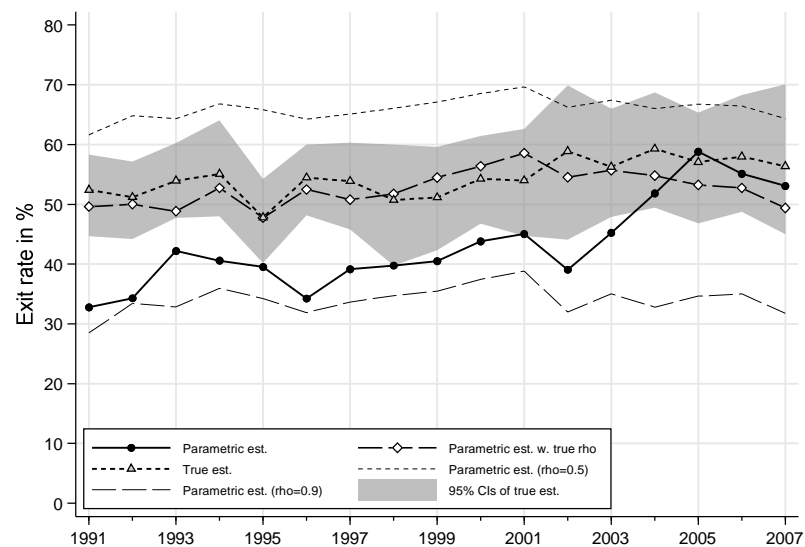 80
70
60
50
40
30
20
10
0
Exit rate in %
Parametric est.
Parametric est. w. true rho
True est.
Parametric est. (rho=0.5)
Parametric est. (rho=0.9)
95% CIs of true est.
1991 1993 1995 1997 1999 2001 2003 2005 2007